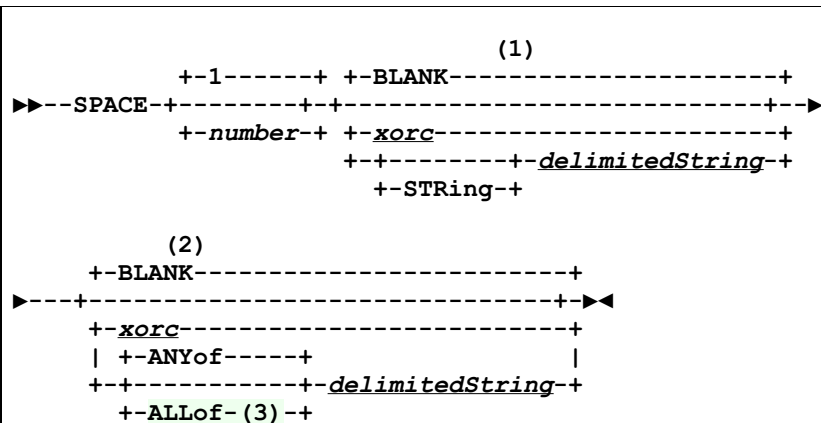 (1)
             +-1------+ +-BLANK----------------------+
►►--SPACE-+--------+-+--------------------------+--►
             +-number-+ +-xorc-----------------------+
                        +-+--------+-delimitedString-+
                          +-STRing-+
          (2)
     +-BLANK--------------------------+
►---+--------------------------------+-►◄
     +-xorc---------------------------+
     | +-ANYof-----+                  |
     +-+-----------+-delimitedString-+
       +-ALLof-(3)-+